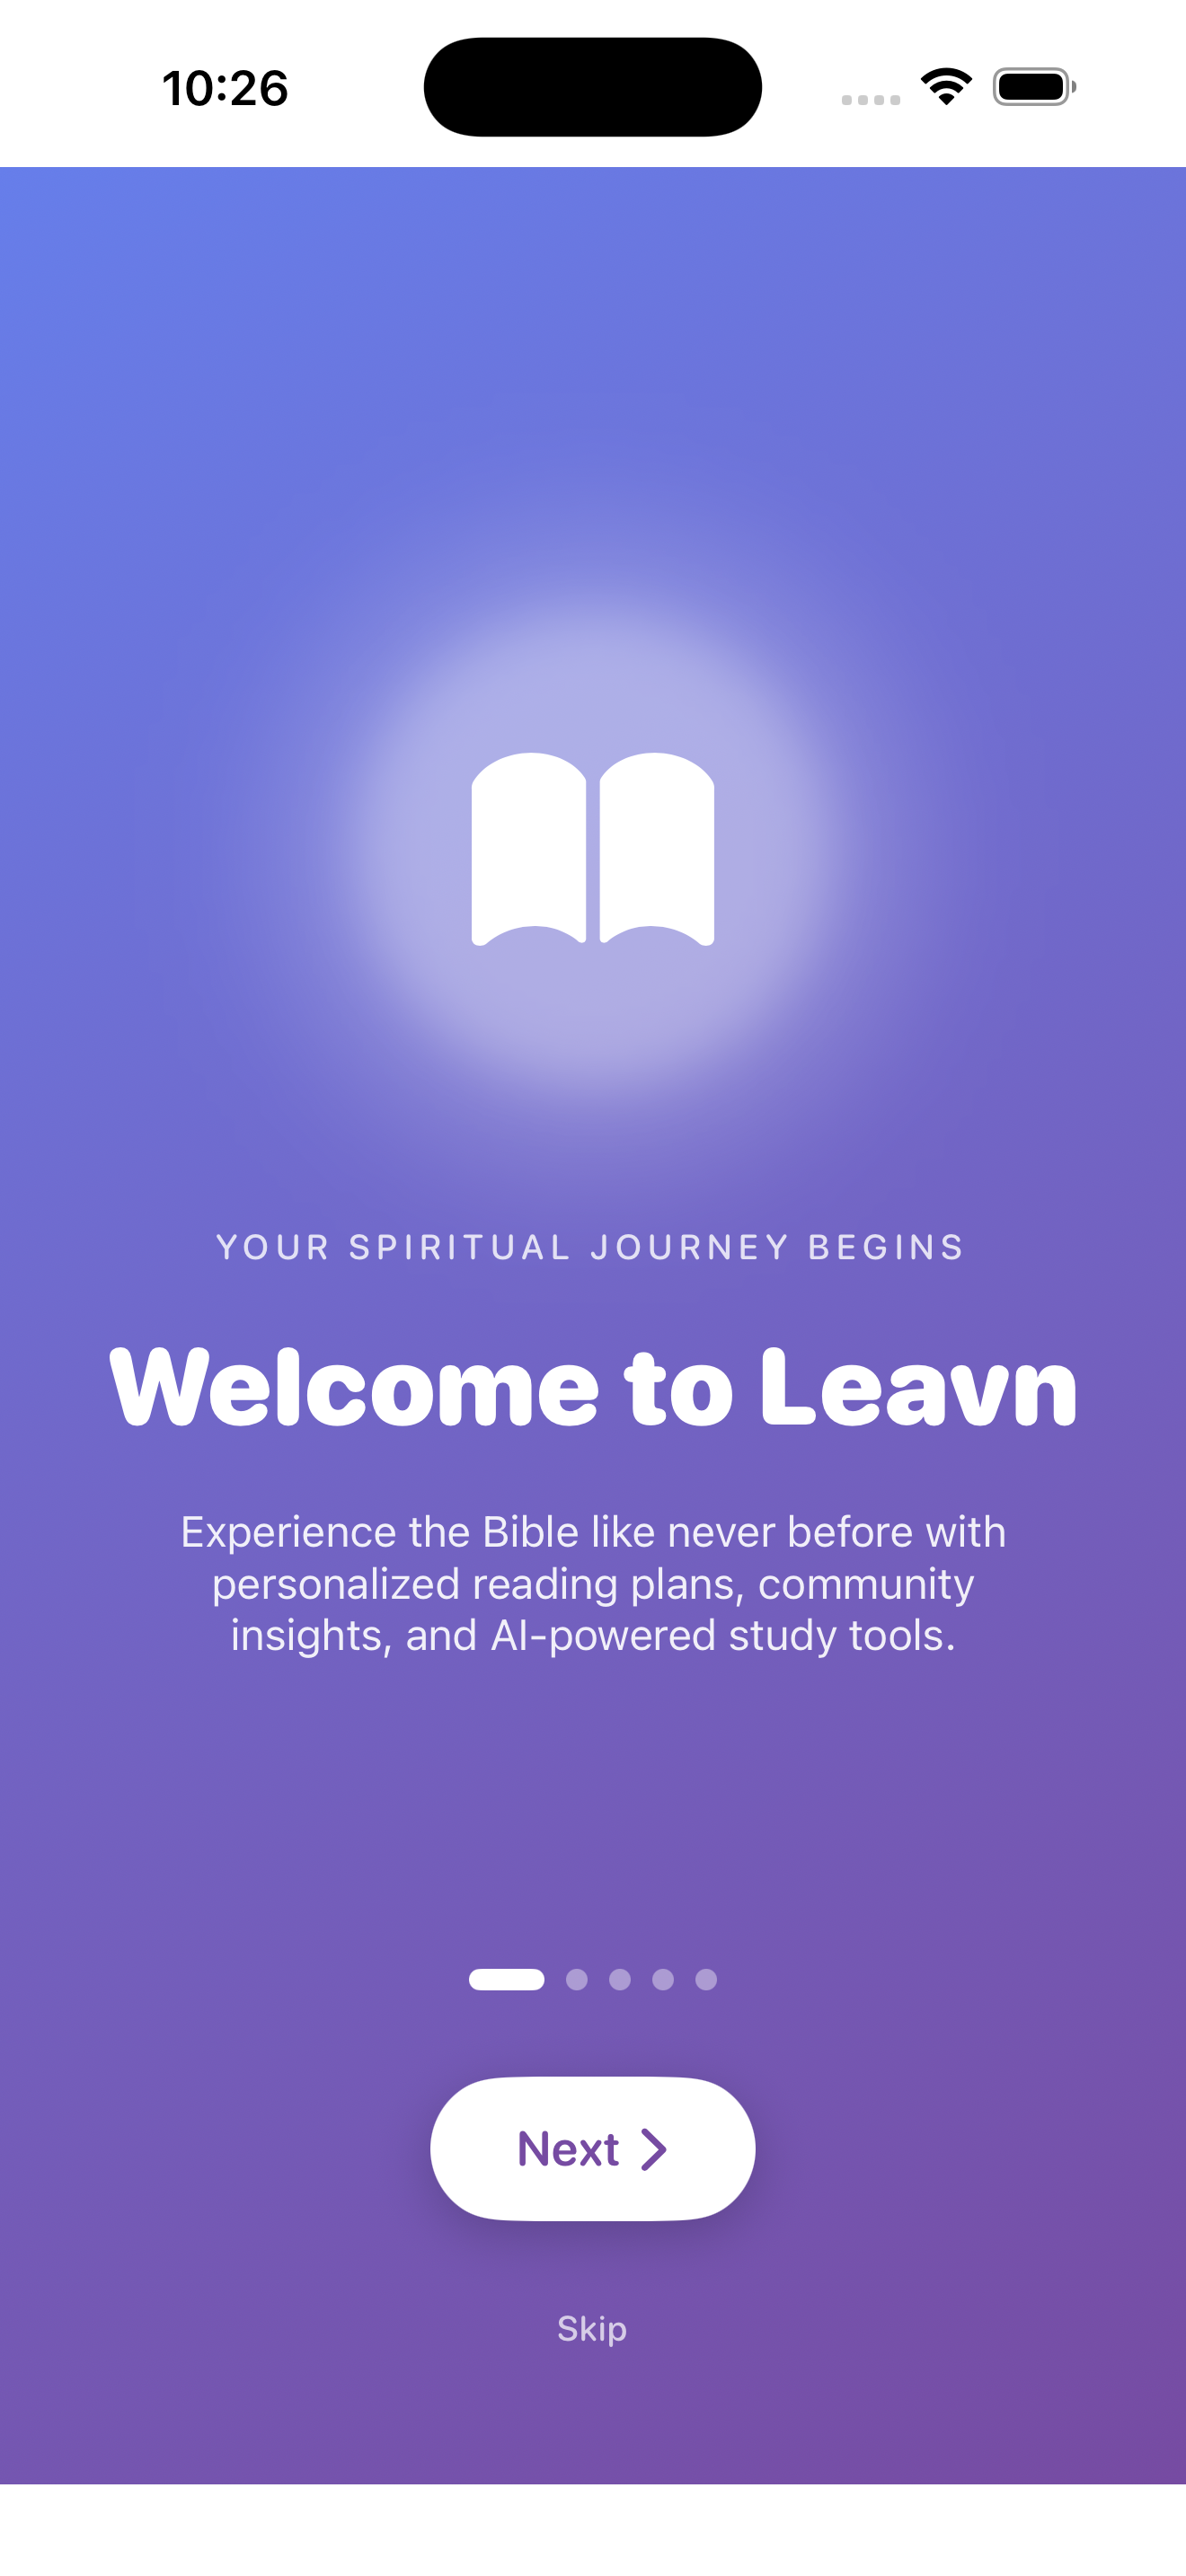 10:26
YOUR SPIRITUAL JOURNEY BEGINS
Welcome to Leavn
Experience the Bible like never before with
personalized reading plans, community
insights, and AI-powered study tools.
Next
Skip